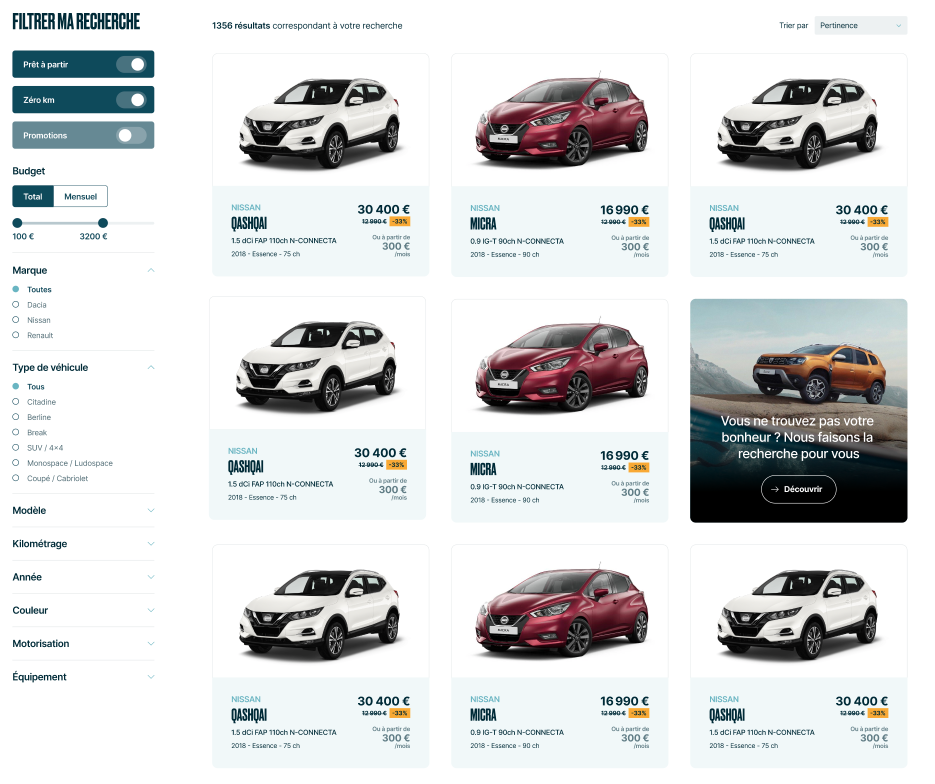 FILTRER MA RECHERCHE
Prêt à partir
Zéro km
Promotions
Budget
Total Mensuel
100 € 3200 €
Marque
Toutes
Dacia
Nissan
Renault
Type de véhicule
Tous
Citadine
Berline
Break
SUV / 4x4
Monospace / Ludospace
Coupé / Cabriolet
Modèle
Kilométrage
Année
Couleur
Motorisation
Équipement
1356 résultats correspondant à votre recherche
Trier par Pertinence
NISSAN
QASHQAI
1.5 dCi FAP 110ch N-CONNECTA
2018 - Essence - 75 ch
30 400 €
12 990 € -33%
Ou à partir de
300 €
/mois
MICRA
NISSAN
MICRA
0.9 IG-T 90ch N-CONNECTA
2018 - Essence - 90 ch
16 990 €
12 990 € -33%
Ou à partir de
300 €
/mois
NISSAN
QASHQAI
1.5 dCi FAP 110ch N-CONNECTA
2018 - Essence - 75 ch
30 400 €
12 990 € -33%
Ou à partir de
300 €
/mois
NISSAN
QASHQAI
1.5 dCi FAP 110ch N-CONNECTA
2018 - Essence - 75 ch
30 400 €
12 990 € -33%
Ou à partir de
300 €
/mois
MICRA
NISSAN
MICRA
0.9 IG-T 90ch N-CONNECTA
2018 - Essence - 90 ch
16 990 €
12 990 € -33%
Ou à partir de
300 €
/mois
Vous ne trouvez pas votre
bonheur ? Nous faisons la
recherche pour vous
Découvrir
NISSAN
QASHQAI
1.5 dCi FAP 110ch N-CONNECTA
2018 - Essence - 75 ch
30 400 €
12 990 € -33%
Ou à partir de
300 €
/mois
MICRA
NISSAN
MICRA
0.9 IG-T 90ch N-CONNECTA
2018 - Essence - 90 ch
16 990 €
12 990 € -33%
Ou à partir de
300 €
/mois
NISSAN
QASHQAI
1.5 dCi FAP 110ch N-CONNECTA
2018 - Essence - 75 ch
30 400 €
12 990 € -33%
Ou à partir de
300 €
/mois